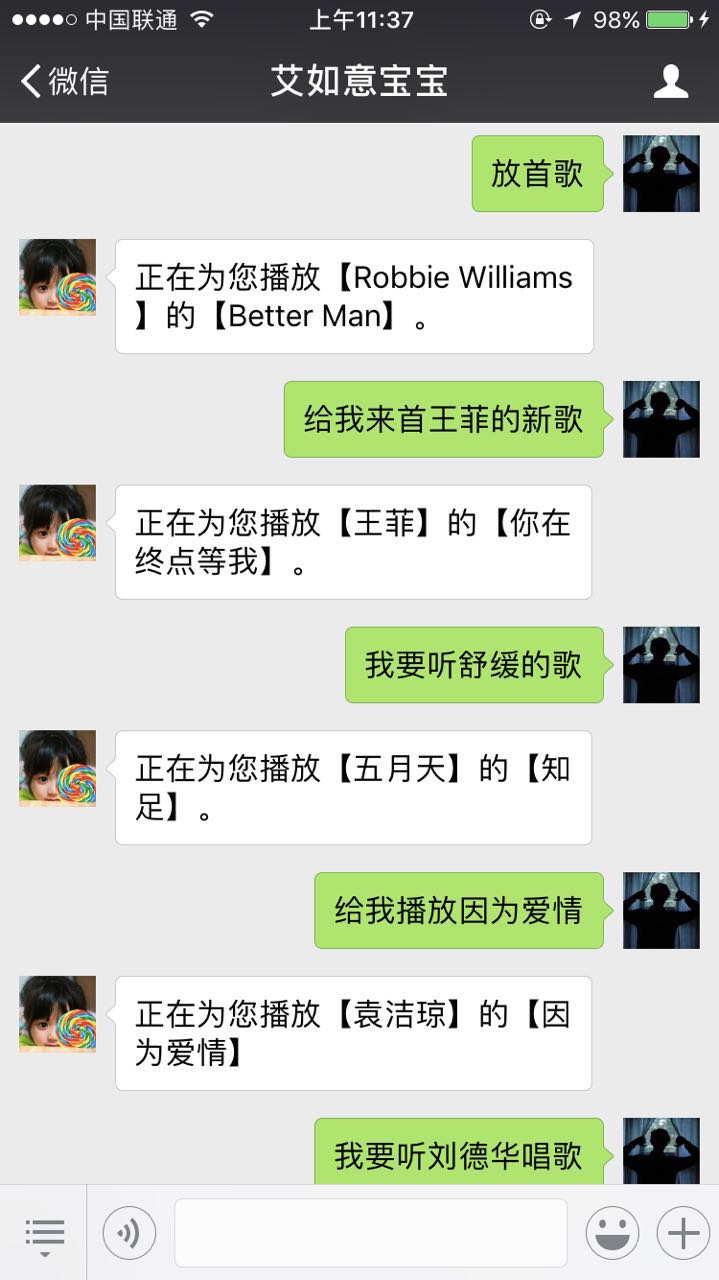 中国联通
上午11:37
98%
微信
艾如意宝宝
放首歌
正在为您播放【Robbie Williams
】的【Better Man】。
给我来首王菲的新歌
正在为您播放【王菲】的【你在
终点等我】。
我要听舒缓的歌
正在为您播放【五月天】的【知
足】。
给我播放因为爱情
正在为您播放【袁洁琼】的【因
为爱情】
我要听刘德华唱歌